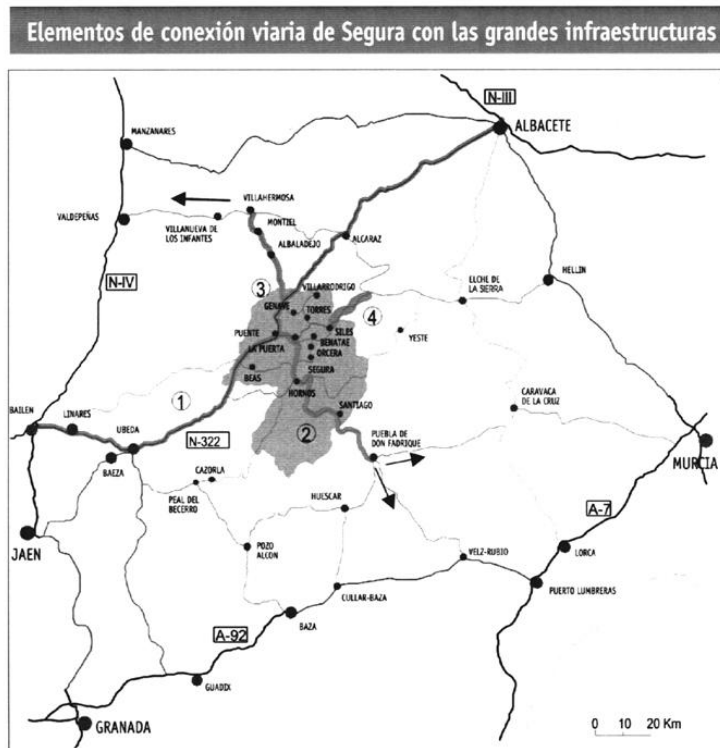 Elementos de conexión viaria de Segura con las grandes infraestructuras
N-III
ALBACETE
MANZANARES
VILLAHERMOSA
VALDEPEÑAS
VILLANUEVA DE
LOS INFANTES
MONTIEL
ALBALADEJO
ALCARAZ
N-IV
HELLIN
ELCHE DE
LA SIERRA
3
VILLARRODRIGO
GENAVE
TORRES
4
PUENTE
SILES
YESTE
LA PUERTA
BENATAE
ORCERA
BEAS
SEGURA
HORNOS
1
CARAVACA
DE LA CRUZ
BAILEN
LINARES
UBEDA
SANTIAGO
2
N-322
PUEBLA DE
DON FADRIQUE
BAEZA
MURCIA
CAZORLA
PEAL DEL
BECERRO
HUESCAR
A-7
JAEN
POZO
ALCON
VELZ-RUBIO
LORCA
CULLAR-BAZA
PUERTO LUMBRERAS
BAZA
A-92
GUADIX
GRANADA
0 10 20 Km